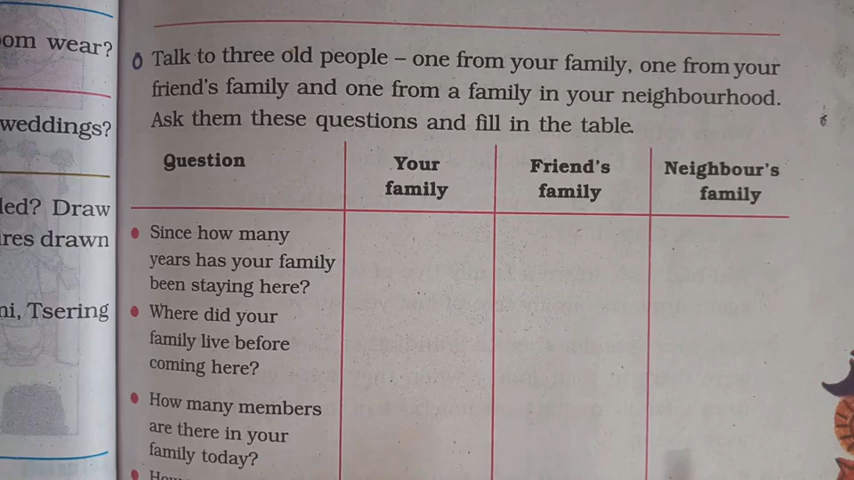 oom wear?
weddings?
led? Draw
res drawn
ni, Tsering
Talk to three old people – one from your family, one from your
friend's family and one from a family in your neighbourhood.
Ask them these questions and fill in the table.
Question Your family Friend's family Neighbour's family
• Since how many
years has your family
been staying here?
• Where did your
family live before
coming here?
• How many members
are there in your
family today?